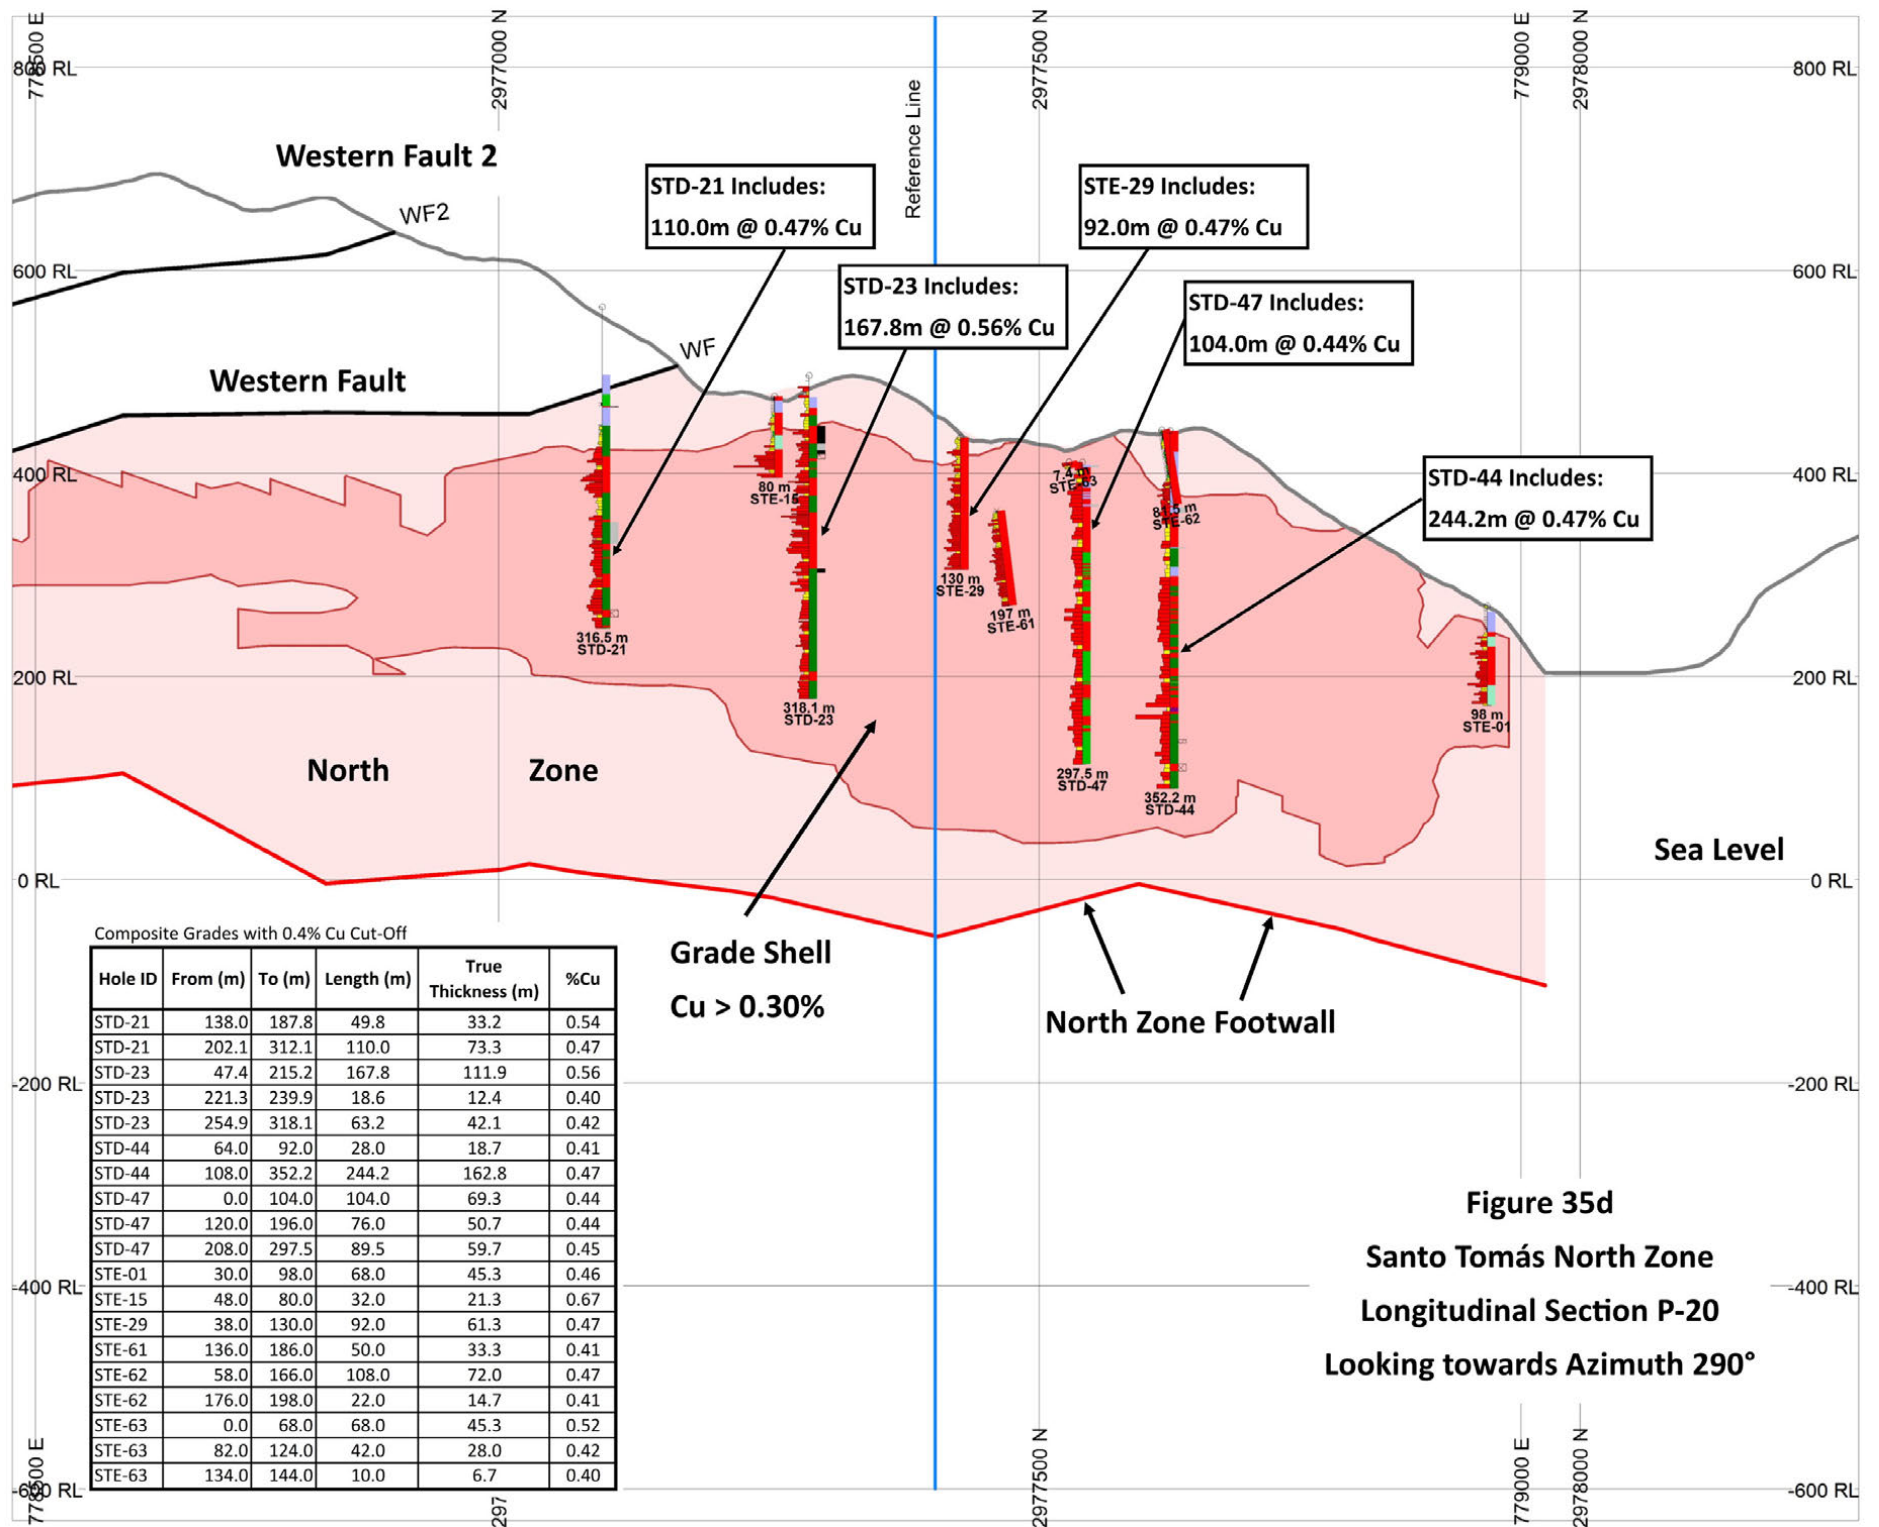 778500 E
2977000 N
2977500 N
779000 E
2978000 N
800 RL
800 RL
Reference Line
Western Fault 2
WF2
STD-21 Includes:
110.0m @ 0.47% Cu
STE-29 Includes:
92.0m @ 0.47% Cu
600 RL
600 RL
STD-23 Includes:
167.8m @ 0.56% Cu
STD-47 Includes:
104.0m @ 0.44% Cu
WF
Western Fault
400 RL
400 RL
STD-44 Includes:
244.2m @ 0.47% Cu
80 m
STE-15
7.4 m
STE-63
81.5 m
STE-62
130 m
STE-29
197 m
STE-61
316.5 m
STD-21
200 RL
200 RL
318.1 m
STD-23
98 m
STE-01
297.5 m
STD-47
352.2 m
STD-44
North Zone
Sea Level
0 RL
0 RL
Grade Shell
Cu > 0.30%
North Zone Footwall
Composite Grades with 0.4% Cu Cut-Off
Hole ID From (m) To (m) Length (m) True Thickness (m) %Cu
STD-21 138.0 187.8 49.8 33.2 0.54
STD-21 202.1 312.1 110.0 73.3 0.47
STD-23 47.4 215.2 167.8 111.9 0.56
STD-23 221.3 239.9 18.6 12.4 0.40
STD-23 254.9 318.1 63.2 42.1 0.42
STD-44 64.0 92.0 28.0 18.7 0.41
STD-44 108.0 352.2 244.2 162.8 0.47
STD-47 0.0 104.0 104.0 69.3 0.44
STD-47 120.0 196.0 76.0 50.7 0.44
STD-47 208.0 297.5 89.5 59.7 0.45
STE-01 30.0 98.0 68.0 45.3 0.46
STE-15 48.0 80.0 32.0 21.3 0.67
STE-29 38.0 130.0 92.0 61.3 0.47
STE-61 136.0 186.0 50.0 33.3 0.41
STE-62 58.0 166.0 108.0 72.0 0.47
STE-62 176.0 198.0 22.0 14.7 0.41
STE-63 0.0 68.0 68.0 45.3 0.52
STE-63 82.0 124.0 42.0 28.0 0.42
STE-63 134.0 144.0 10.0 6.7 0.40
-200 RL
-200 RL
-400 RL
-400 RL
Figure 35d
Santo Tomás North Zone
Longitudinal Section P-20
Looking towards Azimuth 290°
-600 RL
-600 RL
778500 E
297
2977500 N
779000 E
2978000 N